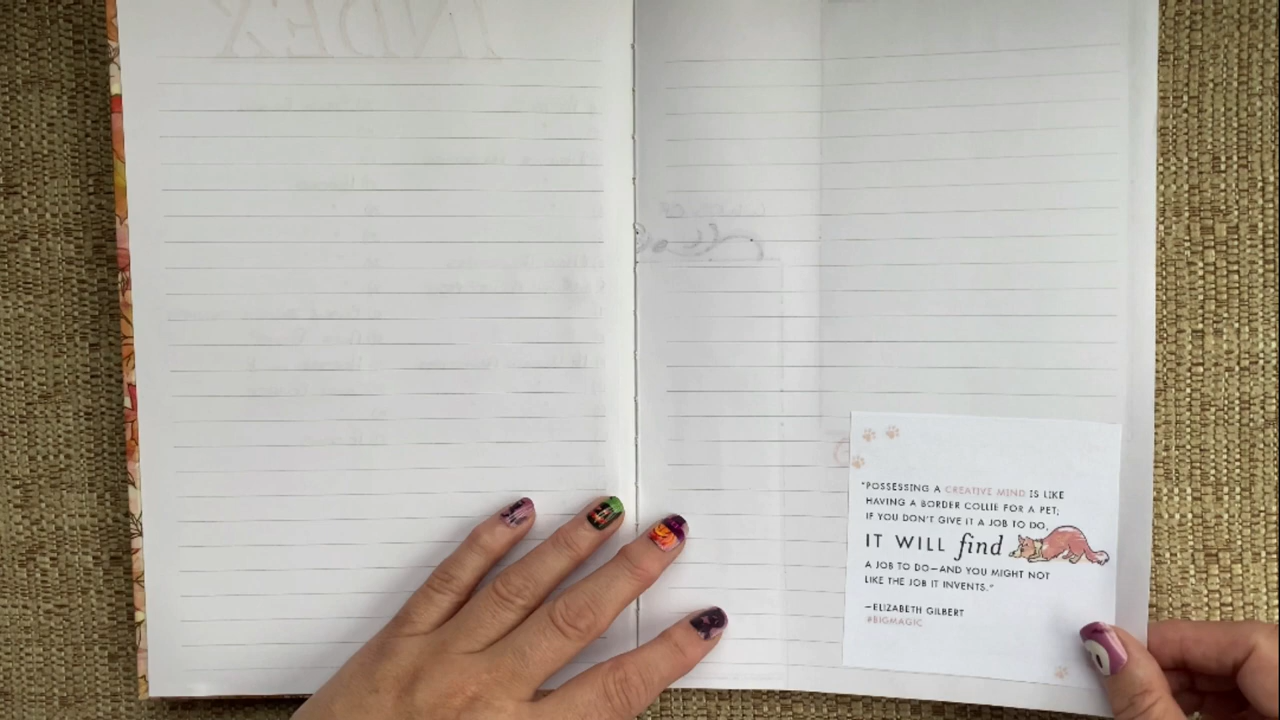 INDEX
"POSSESSING A CREATIVE MIND IS LIKE
HAVING A BORDER COLLIE FOR A PET;
IF YOU DON'T GIVE IT A JOB TO DO,
IT WILL find
A JOB TO DO—AND YOU MIGHT NOT
LIKE THE JOB IT INVENTS."
—ELIZABETH GILBERT
#BIGMAGIC